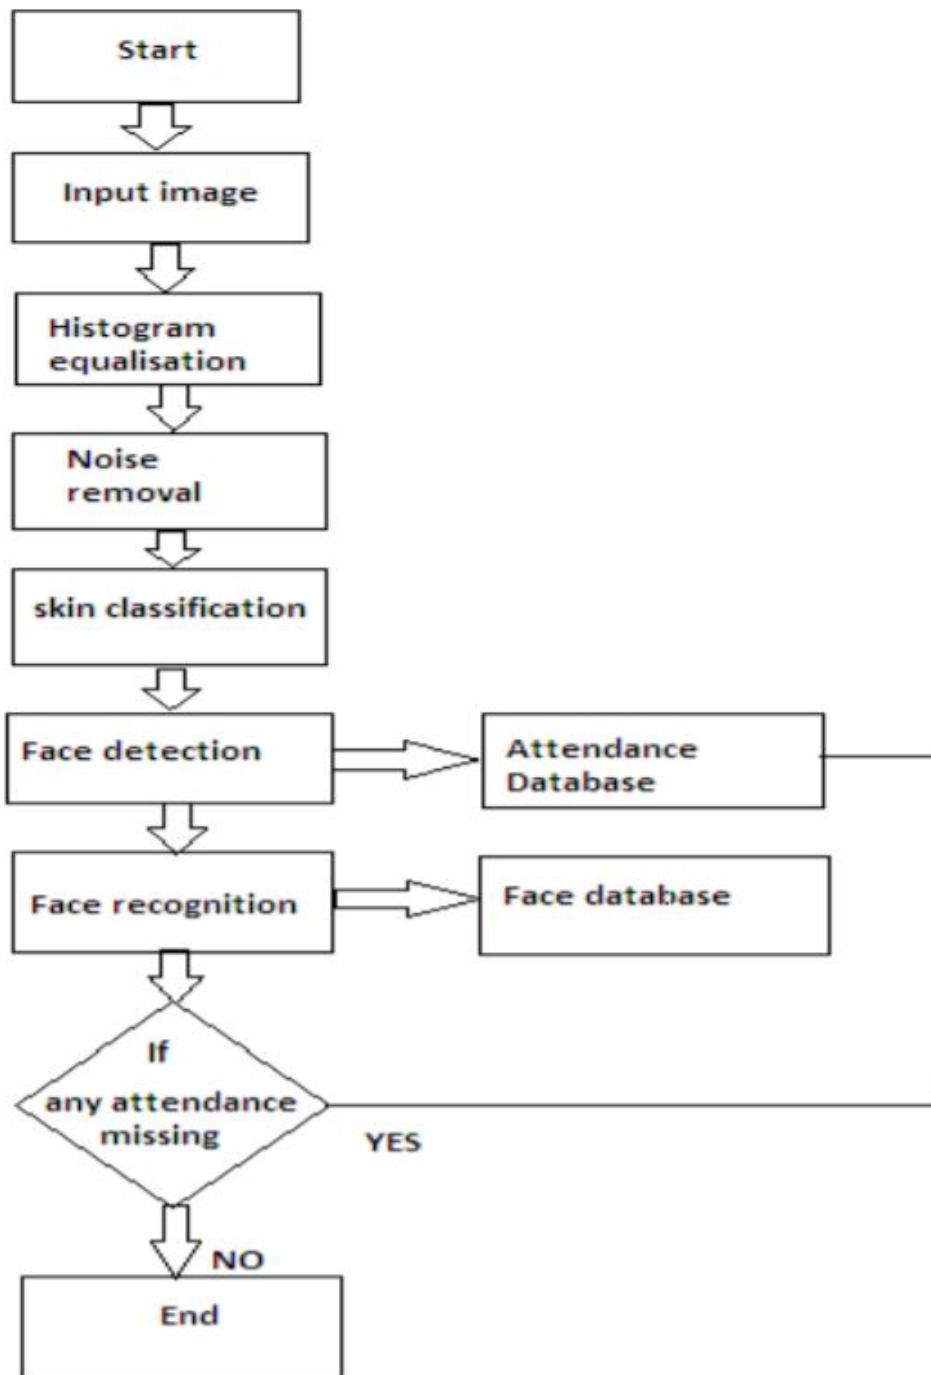 Start
Input image
Histogram
equalisation
Noise
removal
skin classification
Face detection
Attendance
Database
Face recognition
Face database
If
any attendance
missing
YES
NO
End